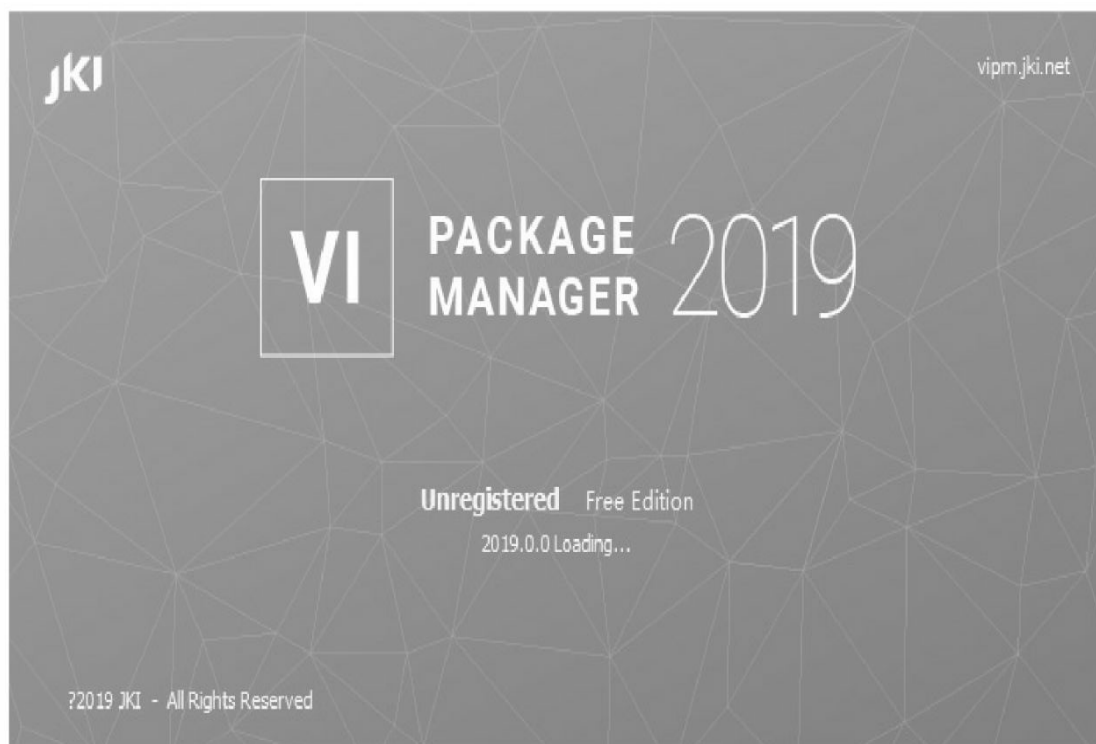 JKI
vipm.jki.net
VI
PACKAGE
MANAGER
2019
Unregistered Free Edition
2019.0.0 Loading...
?2019 JKI - All Rights Reserved